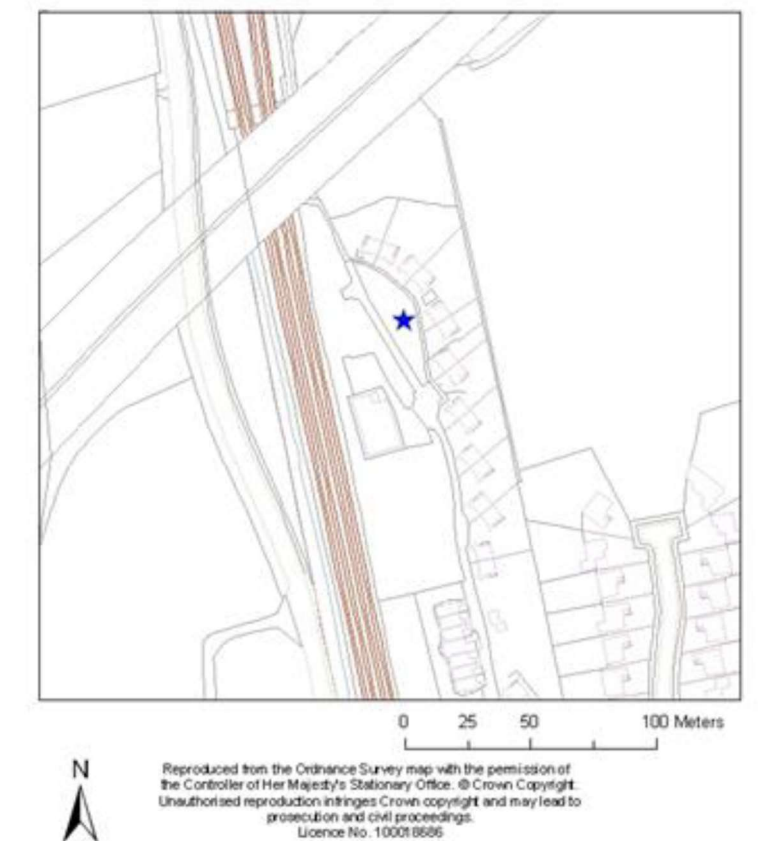 0 25 50 100 Meters
N
Reproduced from the Ordnance Survey map with the permission of
the Controller of Her Majesty's Stationary Office. © Crown Copyright.
Unauthorised reproduction infringes Crown copyright and may lead to
prosecution and civil proceedings.
Licence No. 100018686